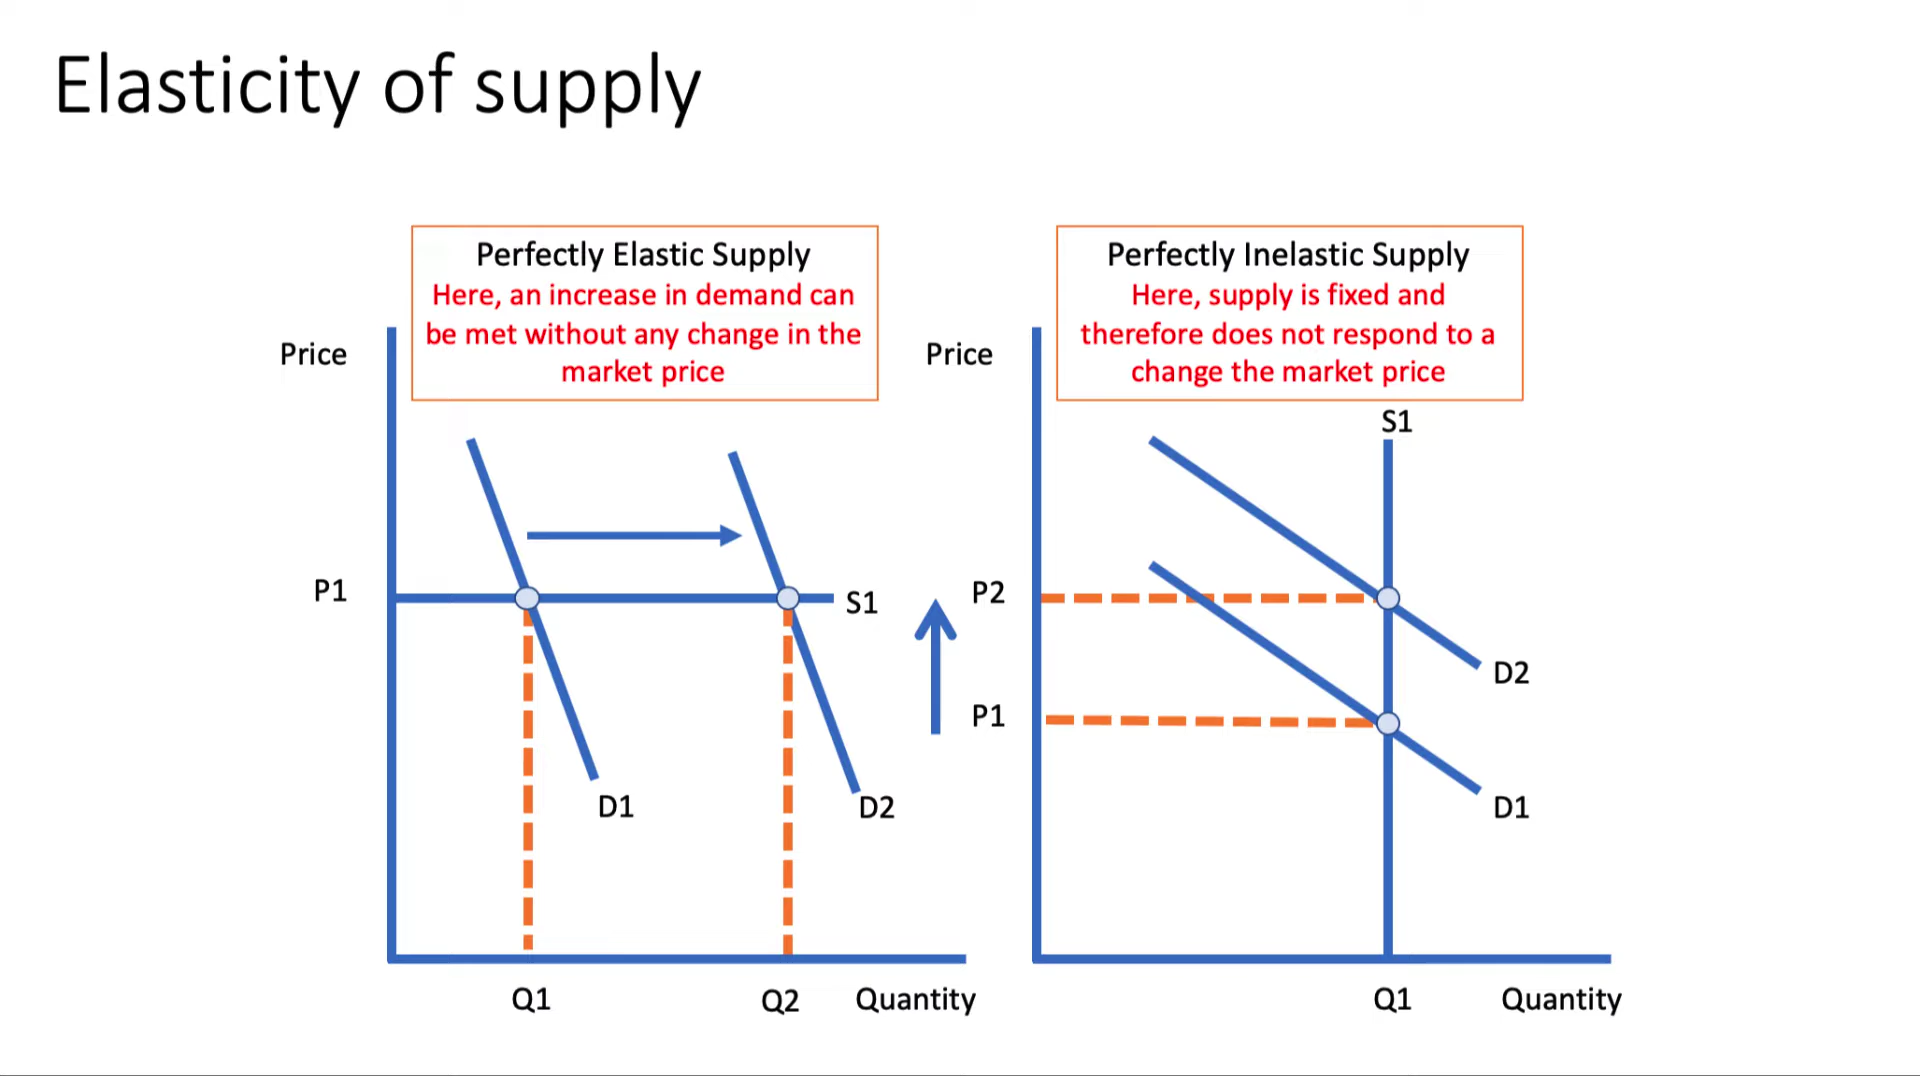 Elasticity of supply
Perfectly Elastic Supply
Here, an increase in demand can
be met without any change in the
market price
Price
P1
S1
D1
D2
Q1
Q2
Quantity
Perfectly Inelastic Supply
Here, supply is fixed and
therefore does not respond to a
change the market price
Price
S1
P2
P1
D2
D1
Q1
Quantity